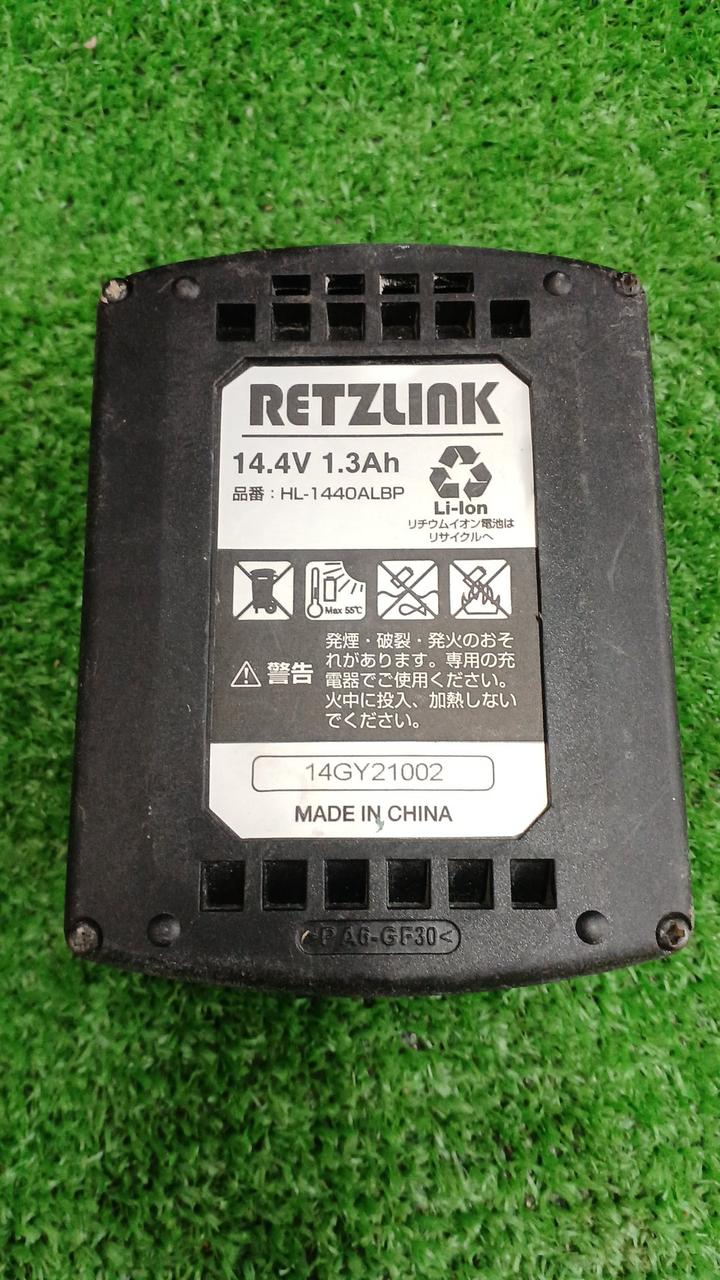 RETZLINK
14.4V 1.3Ah
品番：HL-1440ALBP
Li-Ion
リチウムイオン電池は
リサイクルへ
Max 55℃
警告
発煙・破裂・発火のおそ
れがあります。専用の充
電器でご使用ください。
火中に投入、加熱しない
でください。
14GY21002
MADE IN CHINA
>PA6-GF30<